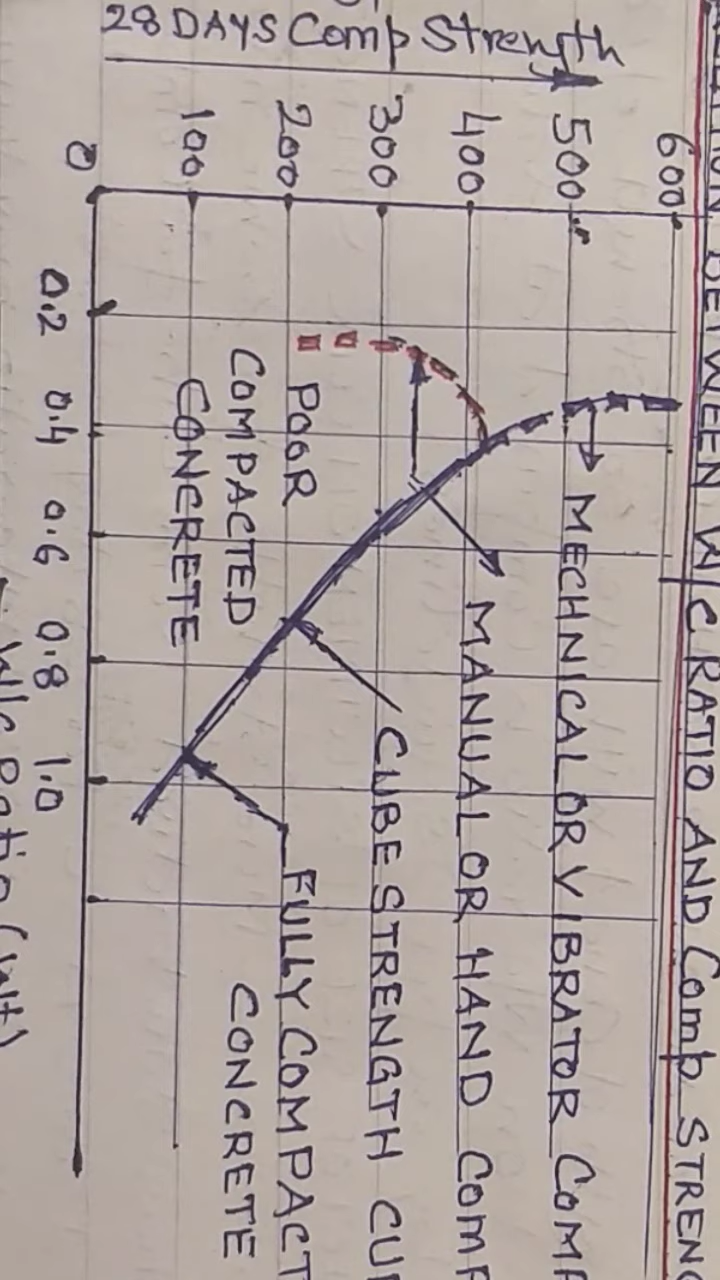 BETWEEN W/C RATIO AND Comp STRENG
28 DAYS Comp Strength
600
500
400
300
200
100
0
0.2 0.4 0.6 0.8 1.0
MECHNICAL OR VIBRATOR COMP
MANUAL OR HAND COMP
CUBE STRENGTH CU
POOR
COMPACTED
CONCRETE
FULLY COMPACT
CONCRETE
W/C Ratio